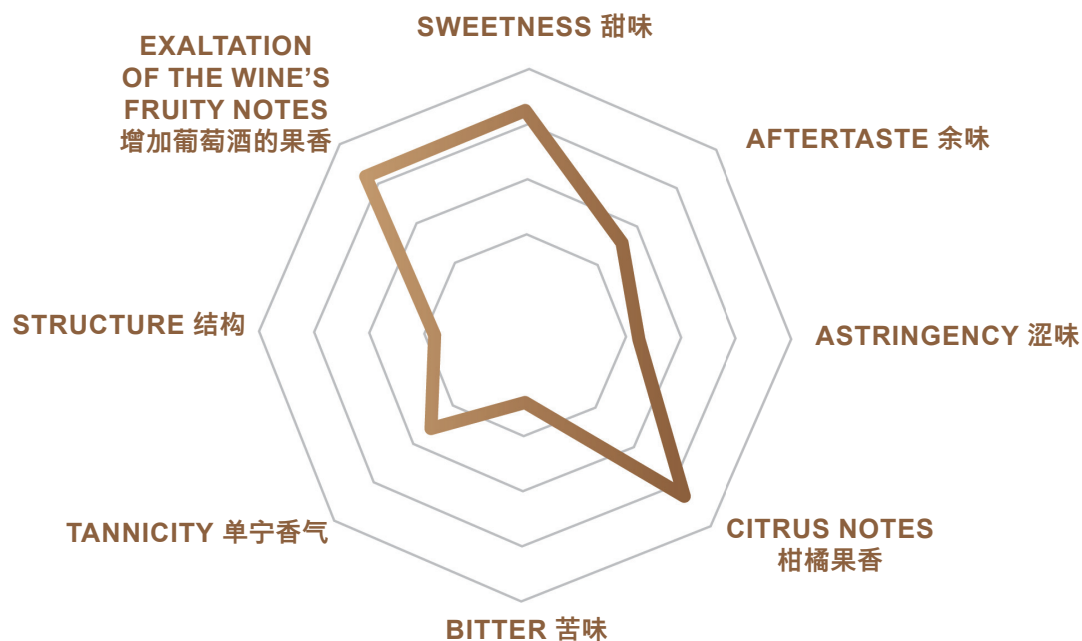 SWEETNESS 甜味
EXALTATION
OF THE WINE'S
FRUITY NOTES
增加葡萄酒的果香
AFTERTASTE 余味
STRUCTURE 结构
ASTRINGENCY 涩味
TANNICITY 单宁香气
CITRUS NOTES
柑橘果香
BITTER 苦味